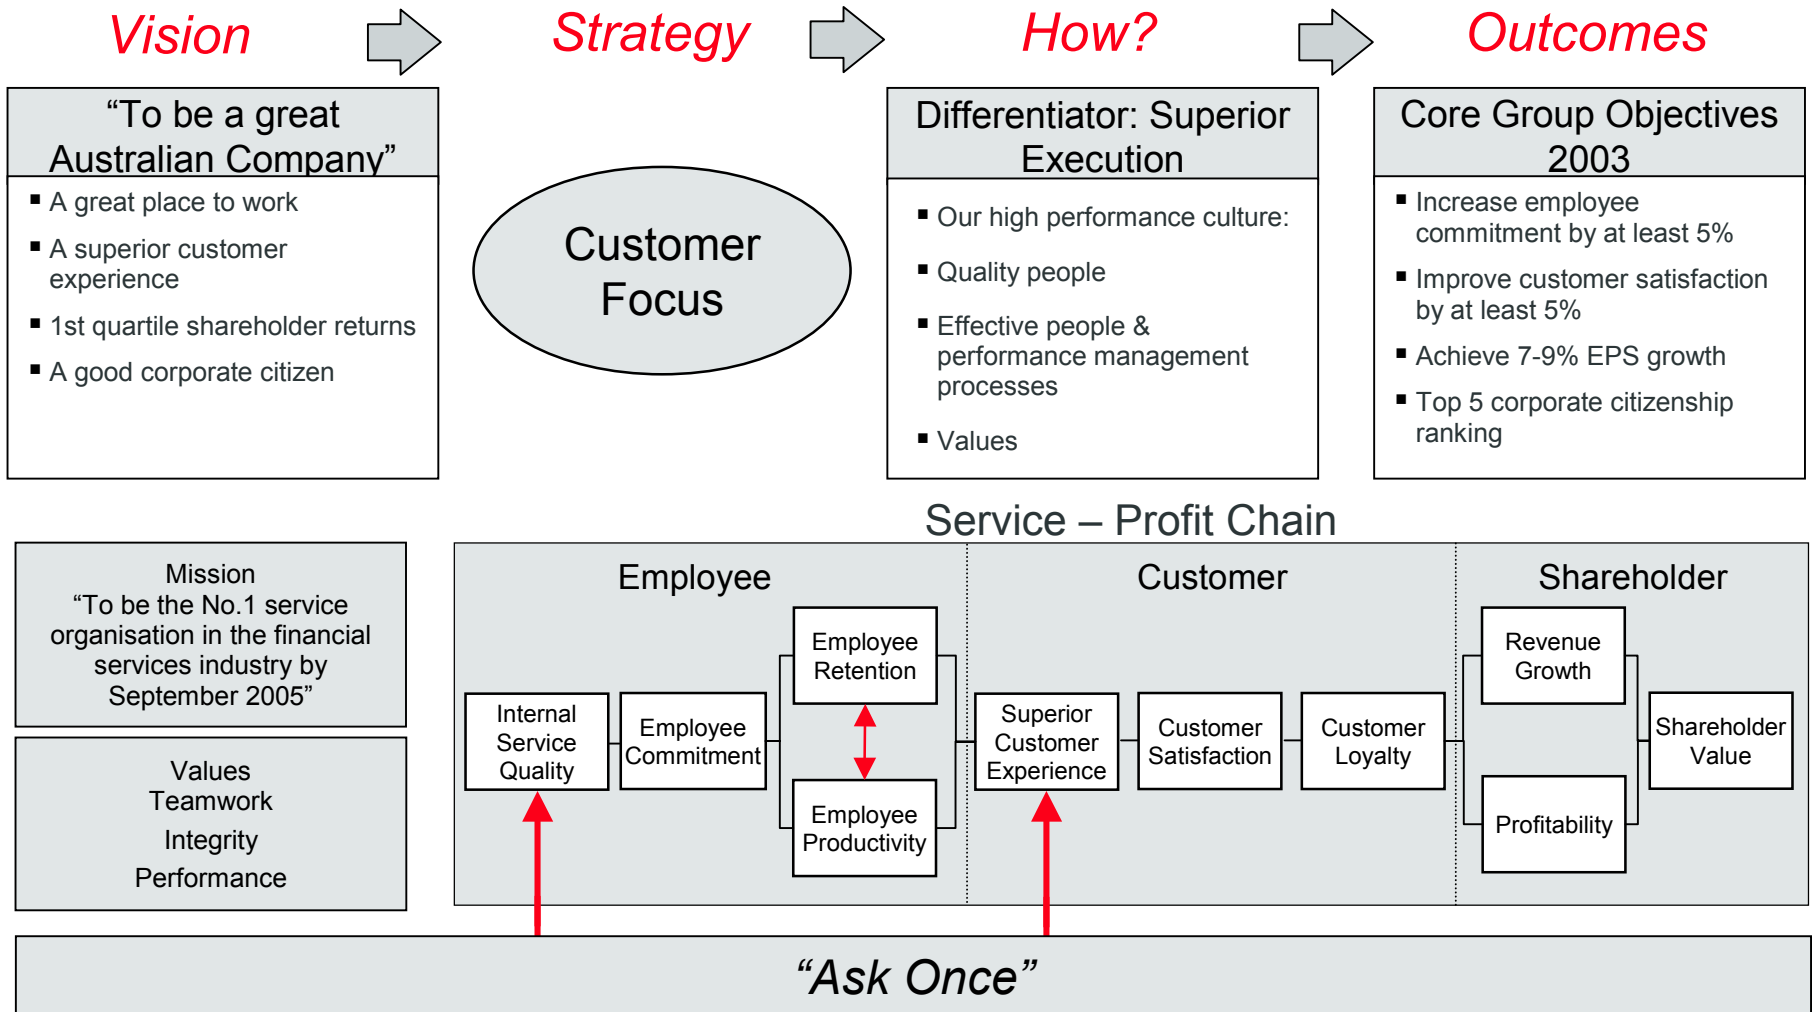 Vision
Strategy
How?
Outcomes
“To be a great
Australian Company”
▪ A great place to work
▪ A superior customer
experience
▪ 1st quartile shareholder returns
▪ A good corporate citizen
Customer
Focus
Differentiator: Superior
Execution
▪ Our high performance culture:
▪ Quality people
▪ Effective people &
performance management
processes
▪ Values
Core Group Objectives
2003
▪ Increase employee
commitment by at least 5%
▪ Improve customer satisfaction
by at least 5%
▪ Achieve 7-9% EPS growth
▪ Top 5 corporate citizenship
ranking
Mission
“To be the No.1 service
organisation in the financial
services industry by
September 2005”
Values
Teamwork
Integrity
Performance
Service – Profit Chain
Employee
Internal
Service
Quality
Employee
Commitment
Employee
Retention
Employee
Productivity
Customer
Superior
Customer
Experience
Customer
Satisfaction
Customer
Loyalty
Shareholder
Revenue
Growth
Profitability
Shareholder
Value
“Ask Once”